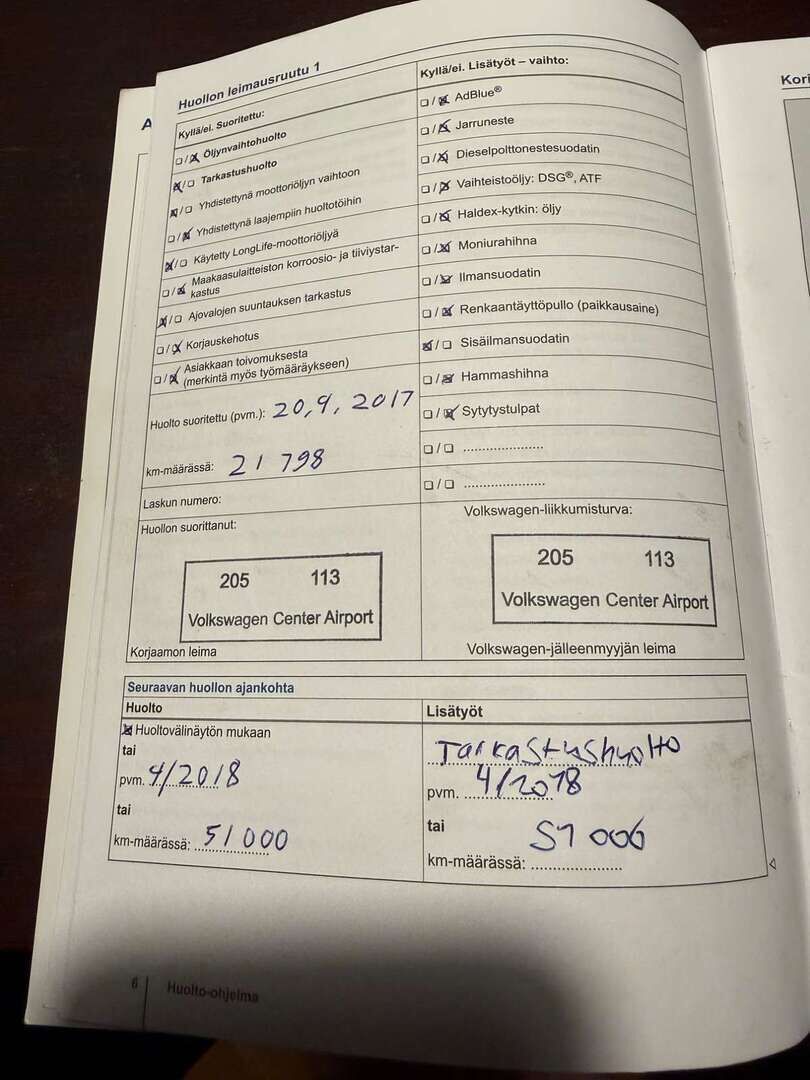 Huollon leimausruutu 1
Kyllä/ei. Suoritettu:
☐/☒ Öljynvaihtohuolto
☒/☐ Tarkastushuolto
☒/☐ Yhdistettynä moottoriöljyn vaihtoon
☐/☒ Yhdistettynä laajempiin huoltotöihin
☒/☐ Käytetty LongLife-moottoriöljyä
☐/☒ Maakaasulaitteiston korroosio- ja tiiviystar-
kastus
☒/☐ Ajovalojen suuntauksen tarkastus
☐/☒ Korjauskehotus
☐/☒ Asiakkaan toivomuksesta
(merkintä myös työmääräykseen)
Huolto suoritettu (pvm.): 20,9, 2017
km-määrässä: 21 798
Laskun numero:
Huollon suorittanut:
205 113
Volkswagen Center Airport
Korjaamon leima
Kyllä/ei. Lisätyöt – vaihto:
☐/☒ AdBlue®
☐/☒ Jarruneste
☐/☒ Dieselpolttonestesuodatin
☐/☒ Vaihteistoöljy: DSG®, ATF
☐/☒ Haldex-kytkin: öljy
☐/☒ Moniurahihna
☐/☒ Ilmansuodatin
☐/☒ Renkaantäyttöpullo (paikkausaine)
☒/☐ Sisäilmansuodatin
☐/☒ Hammashihna
☐/☒ Sytytystulpat
☐/☐ ......................
☐/☐ ......................
Volkswagen-liikkumisturva:
205 113
Volkswagen Center Airport
Volkswagen-jälleenmyyjän leima
Seuraavan huollon ajankohta
Huolto
☒ Huoltovälinäytön mukaan
tai
pvm. 4/2018
tai
km-määrässä: 51 000
Lisätyöt
Tarkastushuolto
pvm. 4/2018
tai
51 000
km-määrässä: ......................
6 Huolto-ohjelma
A
Kori